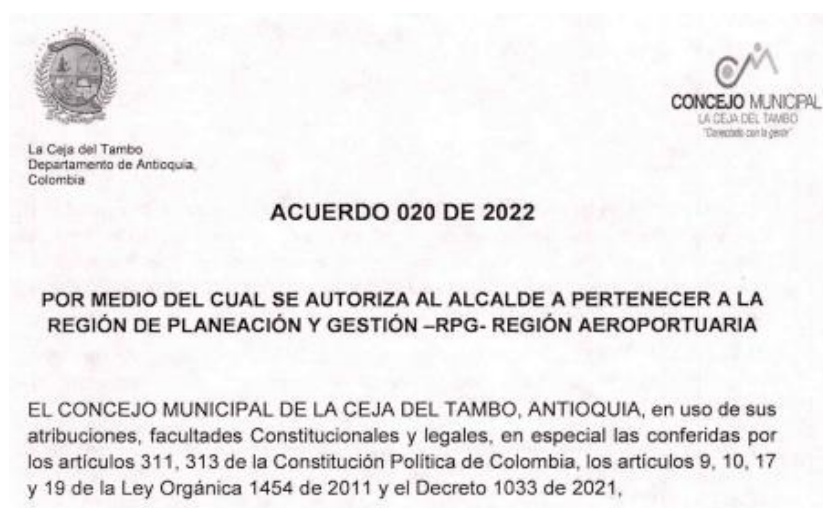 La Ceja del Tambo
Departamento de Antioquia,
Colombia
CONCEJO MUNICIPAL
LA CEJA DEL TAMBO
"Conectado con la gente"
ACUERDO 020 DE 2022
POR MEDIO DEL CUAL SE AUTORIZA AL ALCALDE A PERTENECER A LA
REGIÓN DE PLANEACIÓN Y GESTIÓN –RPG- REGIÓN AEROPORTUARIA
EL CONCEJO MUNICIPAL DE LA CEJA DEL TAMBO, ANTIOQUIA, en uso de sus
atribuciones, facultades Constitucionales y legales, en especial las conferidas por
los artículos 311, 313 de la Constitución Política de Colombia, los artículos 9, 10, 17
y 19 de la Ley Orgánica 1454 de 2011 y el Decreto 1033 de 2021,